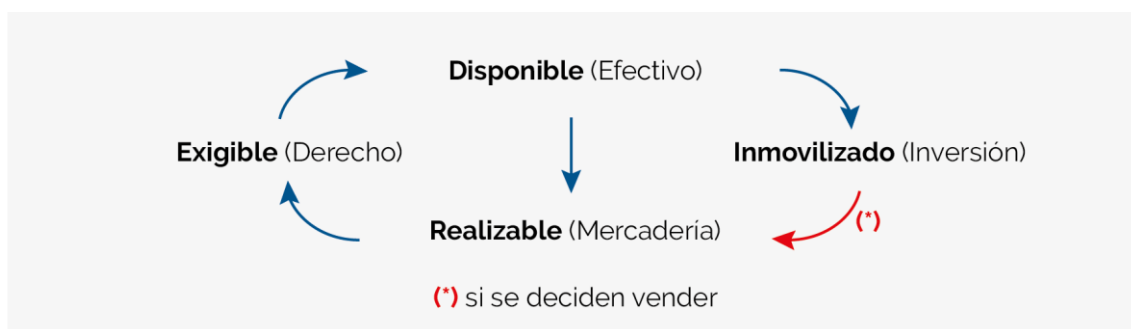 Disponible (Efectivo)
Exigible (Derecho)
Inmovilizado (Inversión)
(*)
Realizable (Mercadería)
(*) si se deciden vender